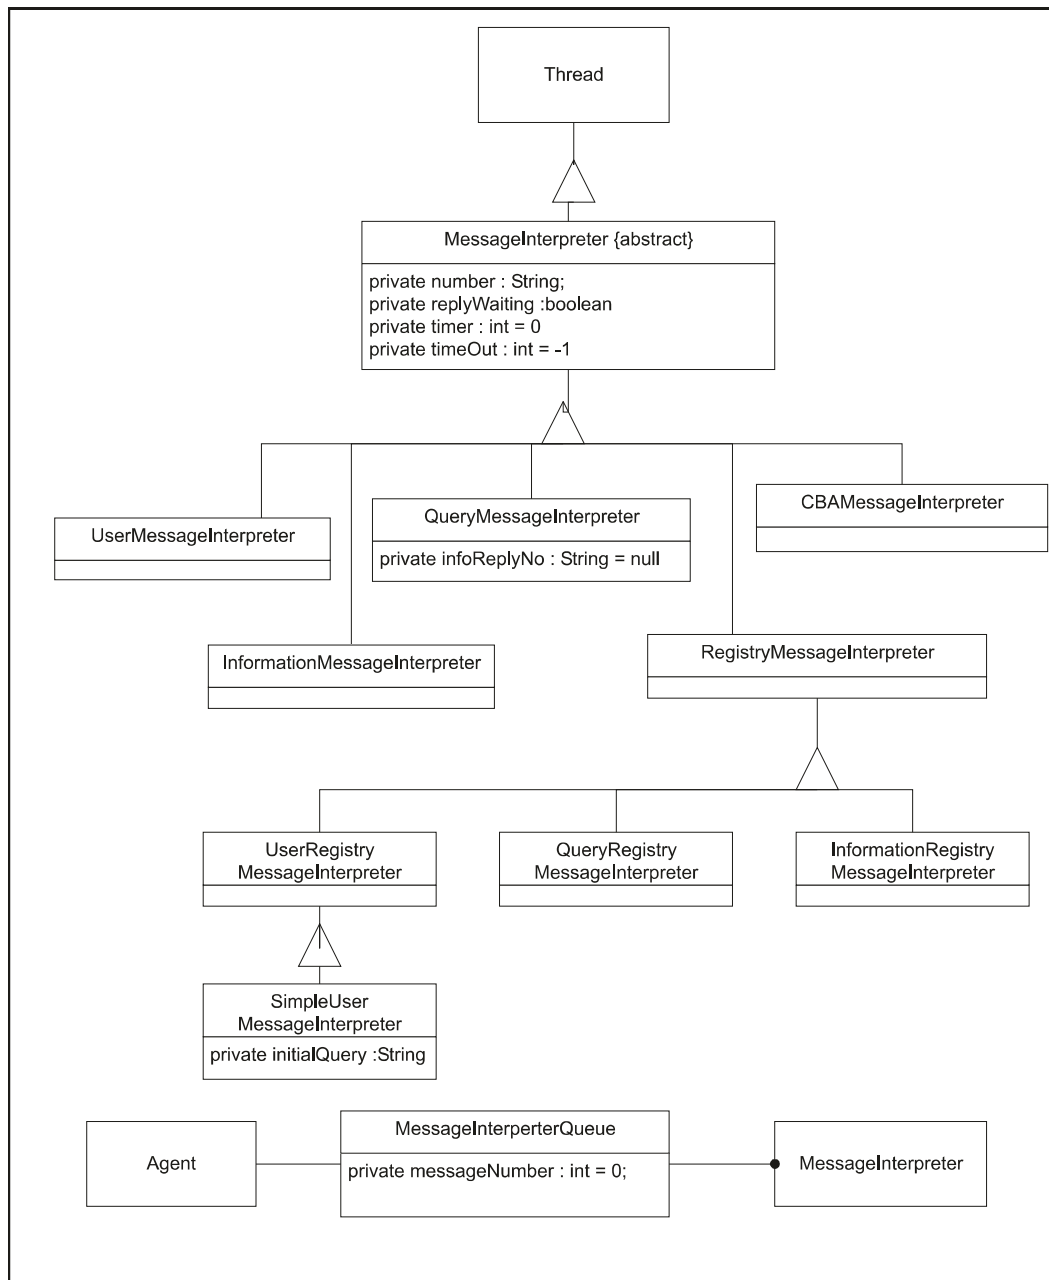 Thread
MessageInterpreter {abstract}
private number : String;
private replyWaiting :boolean
private timer : int = 0
private timeOut : int = -1
UserMessageInterpreter
QueryMessageInterpreter
private infoReplyNo : String = null
CBAMessageInterpreter
InformationMessageInterpreter
RegistryMessageInterpreter
UserRegistry
MessageInterpreter
QueryRegistry
MessageInterpreter
InformationRegistry
MessageInterpreter
SimpleUser
MessageInterpreter
private initialQuery :String
Agent
MessageInterperterQueue
private messageNumber : int = 0;
MessageInterpreter